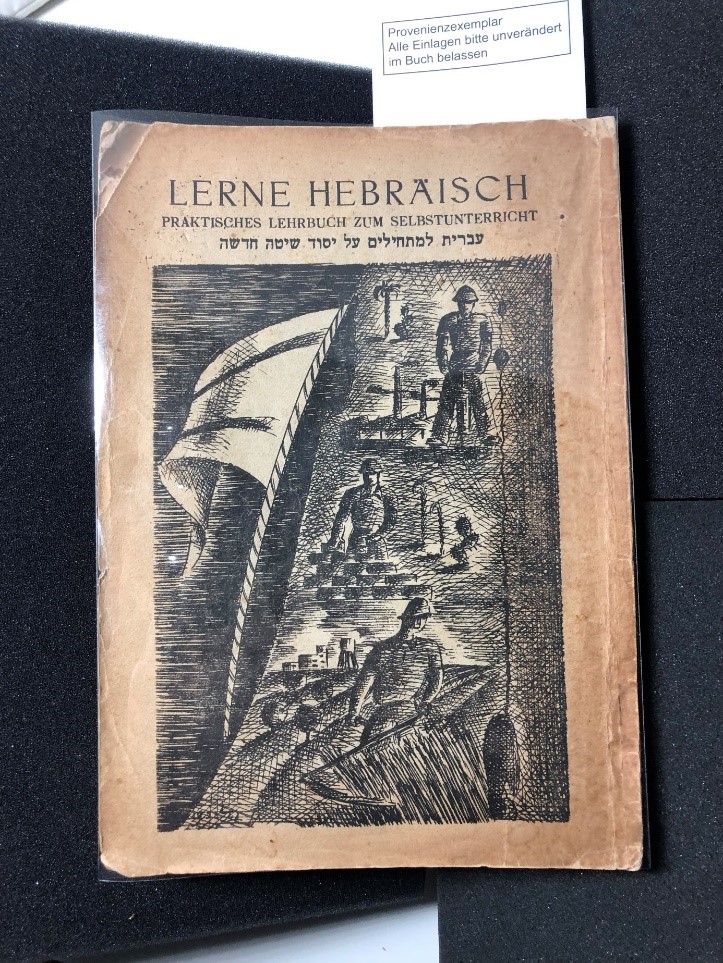 Provenienzexemplar
Alle Einlagen bitte unverändert
im Buch belassen
LERNE HEBRÄISCH
PRAKTISCHES LEHRBUCH ZUM SELBSTUNTERRICHT
עברית למתחילים על יסוד שיטה חדשה